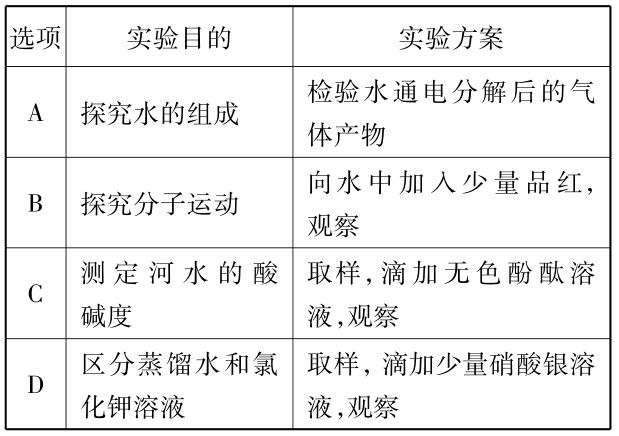 选项 实验目的 实验方案
A 探究水的组成 检验水通电分解后的气
体产物
B 探究分子运动 向水中加入少量品红,
观察
C 测定河水的酸 取样,滴加无色酚酞溶
碱度 液,观察
D 区分蒸馏水和氯 取样, 滴加少量硝酸银溶
化钾溶液 液,观察